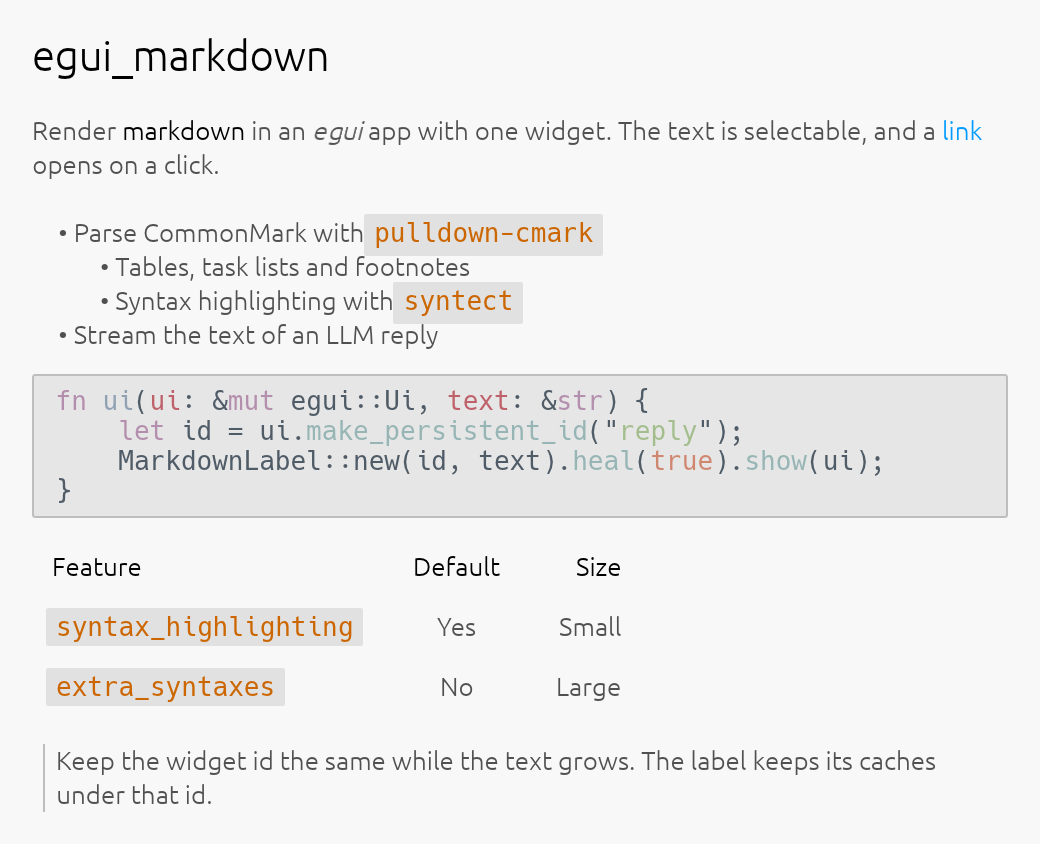 egui_markdown
Render markdown in an egui app with one widget. The text is selectable, and a link
opens on a click.
• Parse CommonMark with pulldown-cmark
• Tables, task lists and footnotes
• Syntax highlighting with syntect
• Stream the text of an LLM reply
fn ui(ui: &mut egui::Ui, text: &str) {
    let id = ui.make_persistent_id("reply");
    MarkdownLabel::new(id, text).heal(true).show(ui);
}
Feature Default Size
syntax_highlighting Yes Small
extra_syntaxes No Large
Keep the widget id the same while the text grows. The label keeps its caches
under that id.